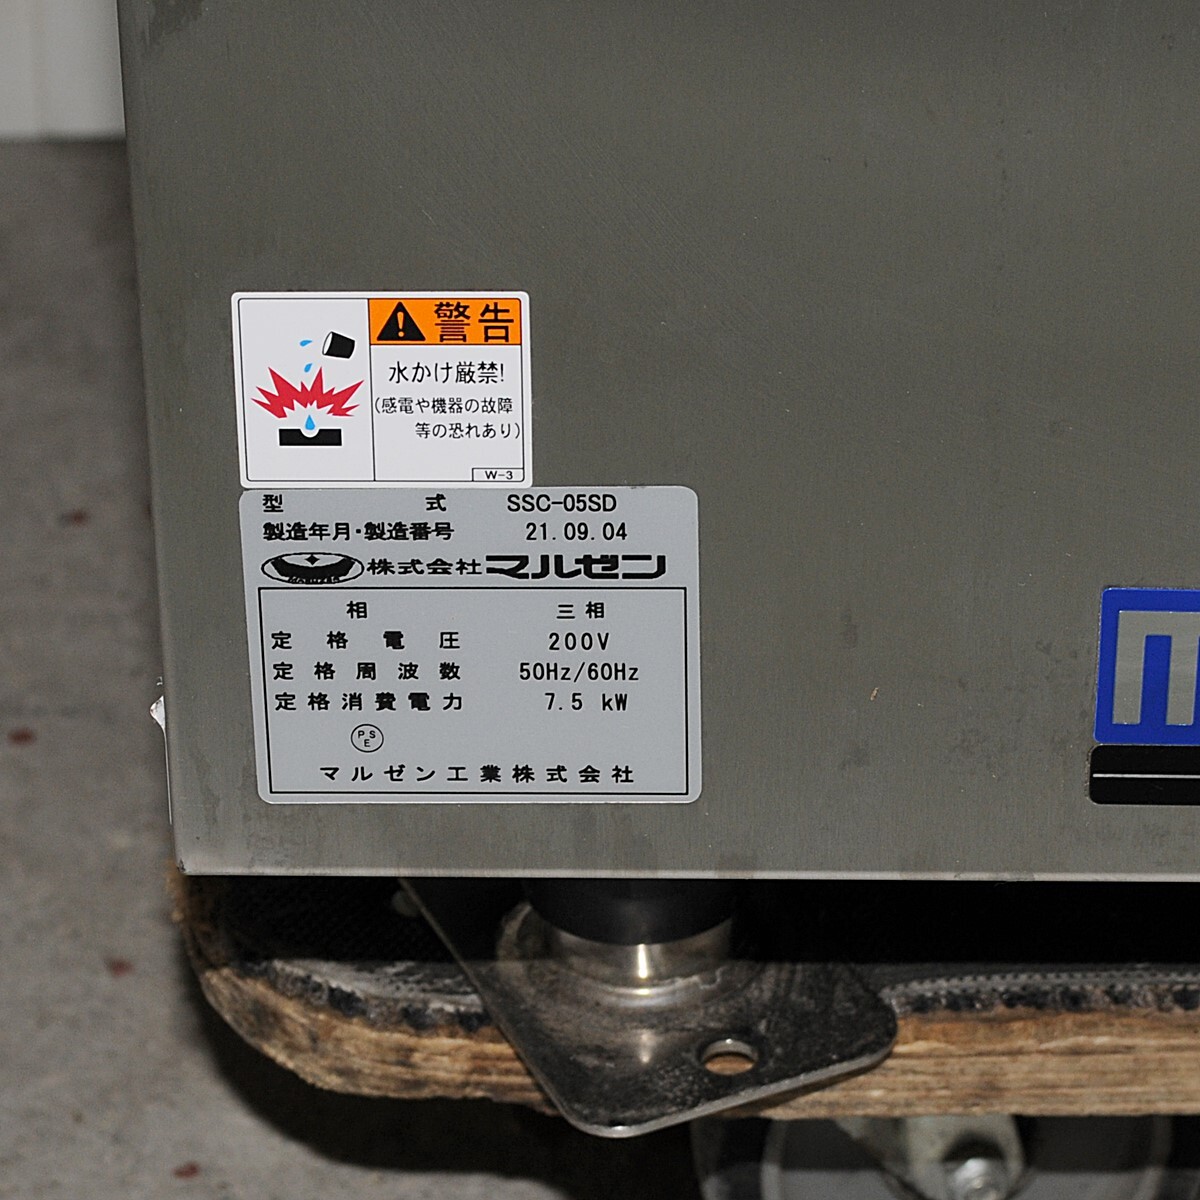 警告
水かけ厳禁!
(感電や機器の故障
等の恐れあり)
W-3
型 式 SSC-05SD
製造年月・製造番号 21.09.04
MARUZEN 株式会社 マルゼン
相 三相
定格電圧 200V
定格周波数 50Hz/60Hz
定格消費電力 7.5 kW
PSE
マルゼン工業株式会社